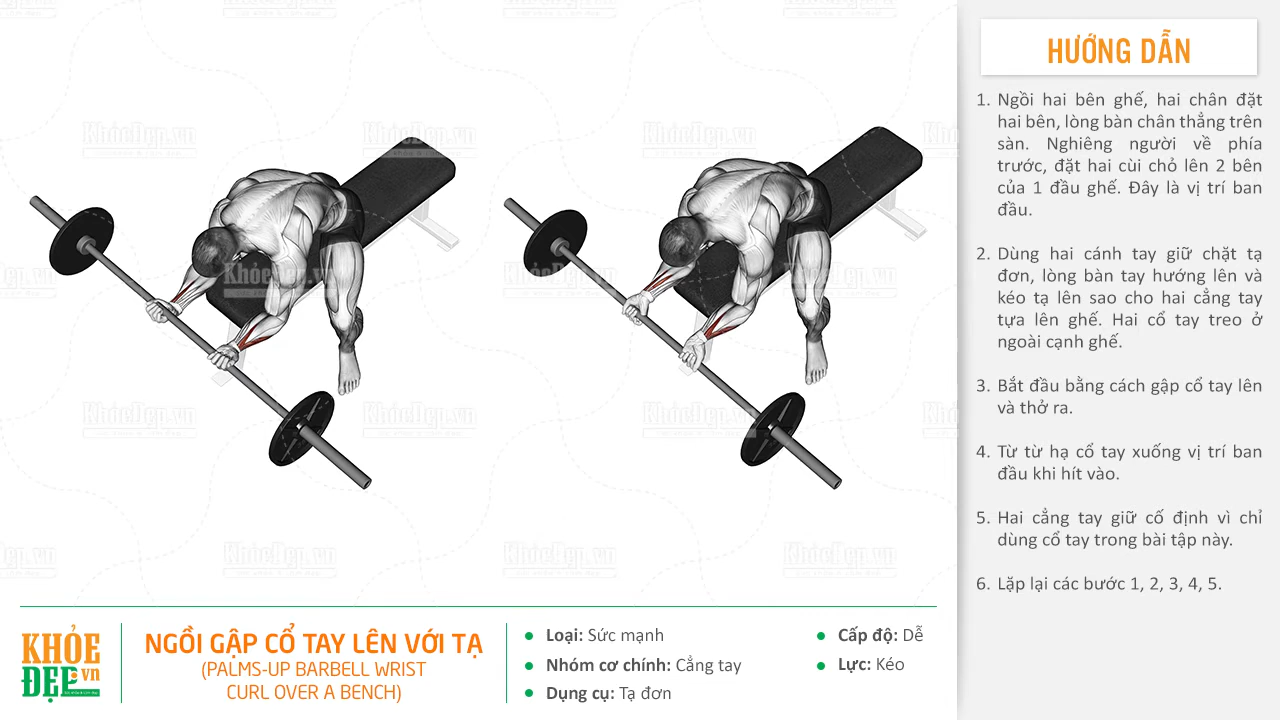 HƯỚNG DẪN
1. Ngồi hai bên ghế, hai chân đặt
hai bên, lòng bàn chân thẳng trên
sàn. Nghiêng người về phía
trước, đặt hai cùi chỏ lên 2 bên
của 1 đầu ghế. Đây là vị trí ban
đầu.
2. Dùng hai cánh tay giữ chặt tạ
đơn, lòng bàn tay hướng lên và
kéo tạ lên sao cho hai cẳng tay
tựa lên ghế. Hai cổ tay treo ở
ngoài cạnh ghế.
3. Bắt đầu bằng cách gập cổ tay lên
và thở ra.
4. Từ từ hạ cổ tay xuống vị trí ban
đầu khi hít vào.
5. Hai cẳng tay giữ cố định vì chỉ
dùng cổ tay trong bài tập này.
6. Lặp lại các bước 1, 2, 3, 4, 5.
KHỎE
ĐẸP.vn
NGỒI GẬP CỔ TAY LÊN VỚI TẠ
(PALMS-UP BARBELL WRIST
CURL OVER A BENCH)
Loại: Sức mạnh
Nhóm cơ chính: Cẳng tay
Dụng cụ: Tạ đơn
Cấp độ: Dễ
Lực: Kéo
KhỏeĐẹp.vn